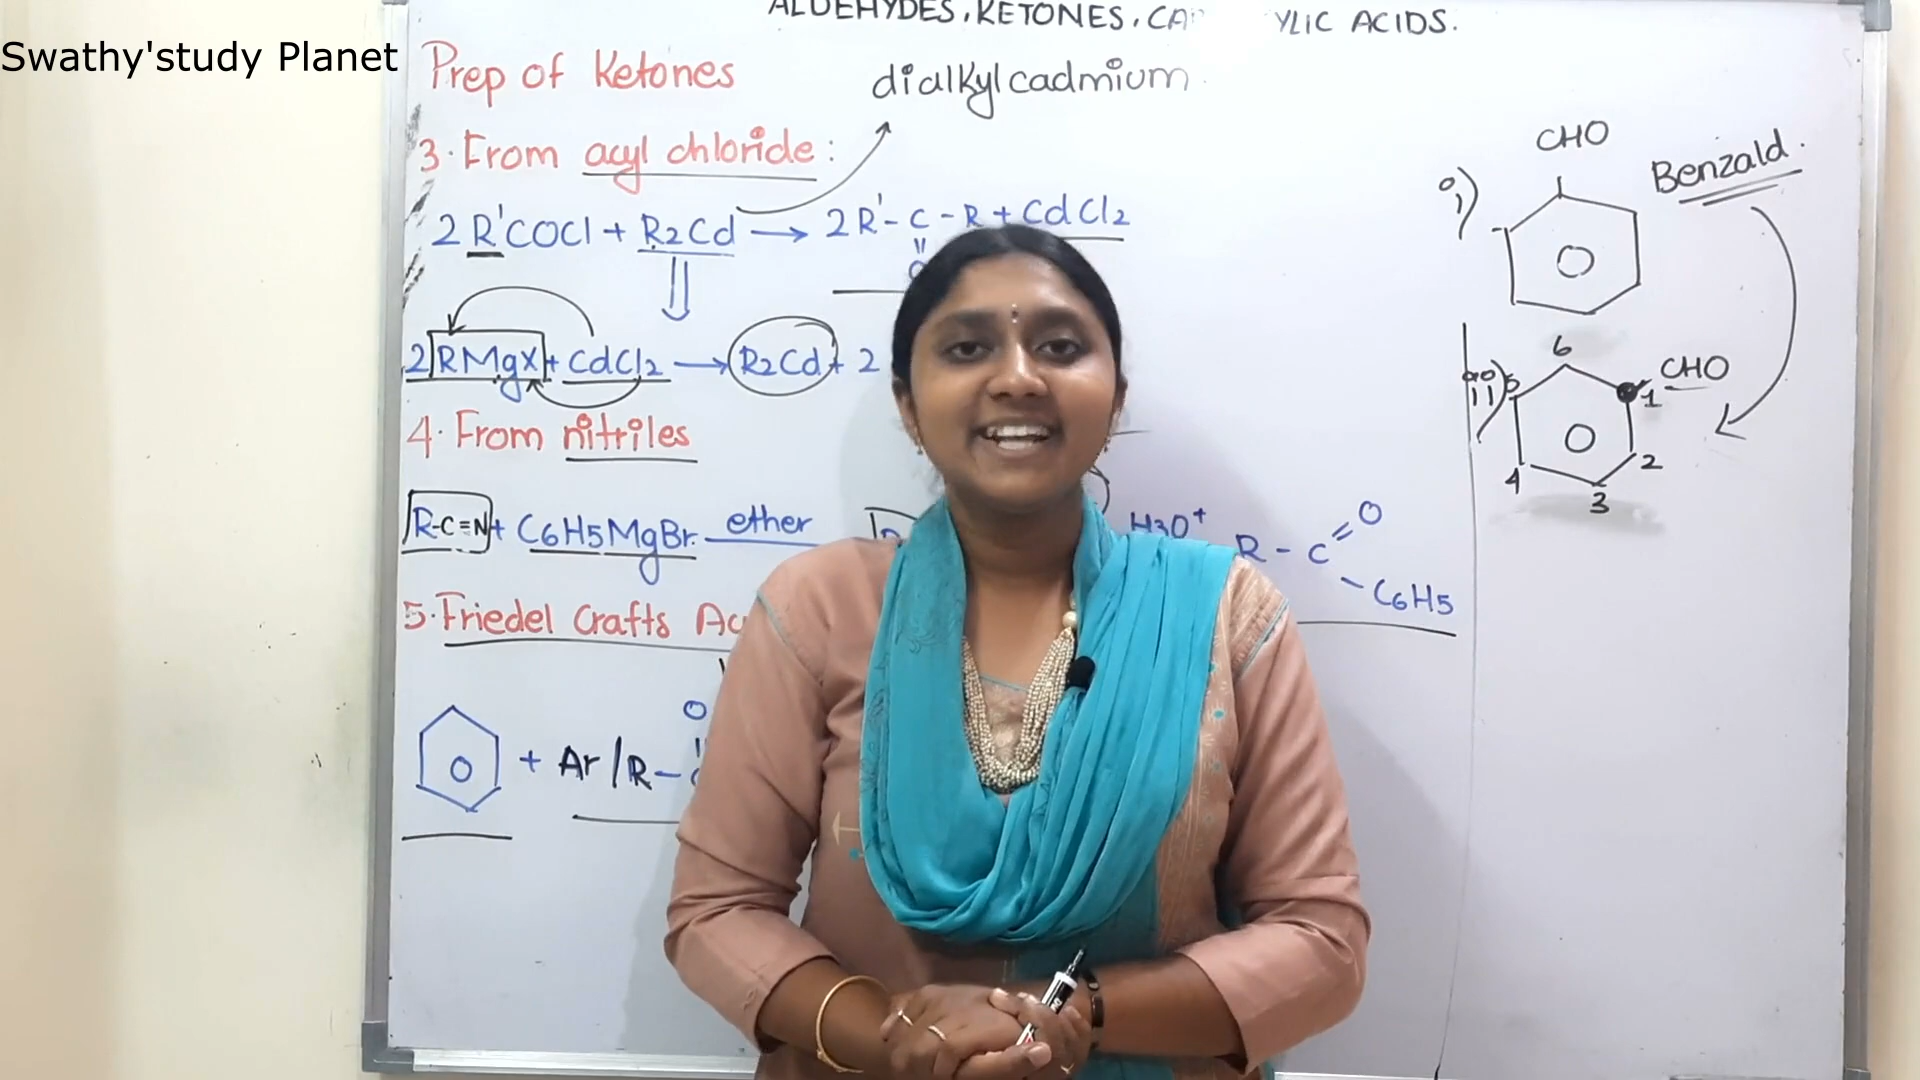 Swathy'study Planet
ALDEHYDES, KETONES, CA YLIC ACIDS.
Prep of Ketones
dialkylcadmium
3. From acyl chloride:
2 R'COCl + R2Cd → 2R'- C - R + CdCl2
O
2 RMgX + CdCl2 → R2Cd + 2
4. From nitriles
R-C≡N + C6H5MgBr ether
H3O+ R - C = O
- C6H5
5. Friedel Crafts Ac
O
+ Ar /R -
i) CHO
Benzald.
ii) CHO
1
2
3
4
5
6